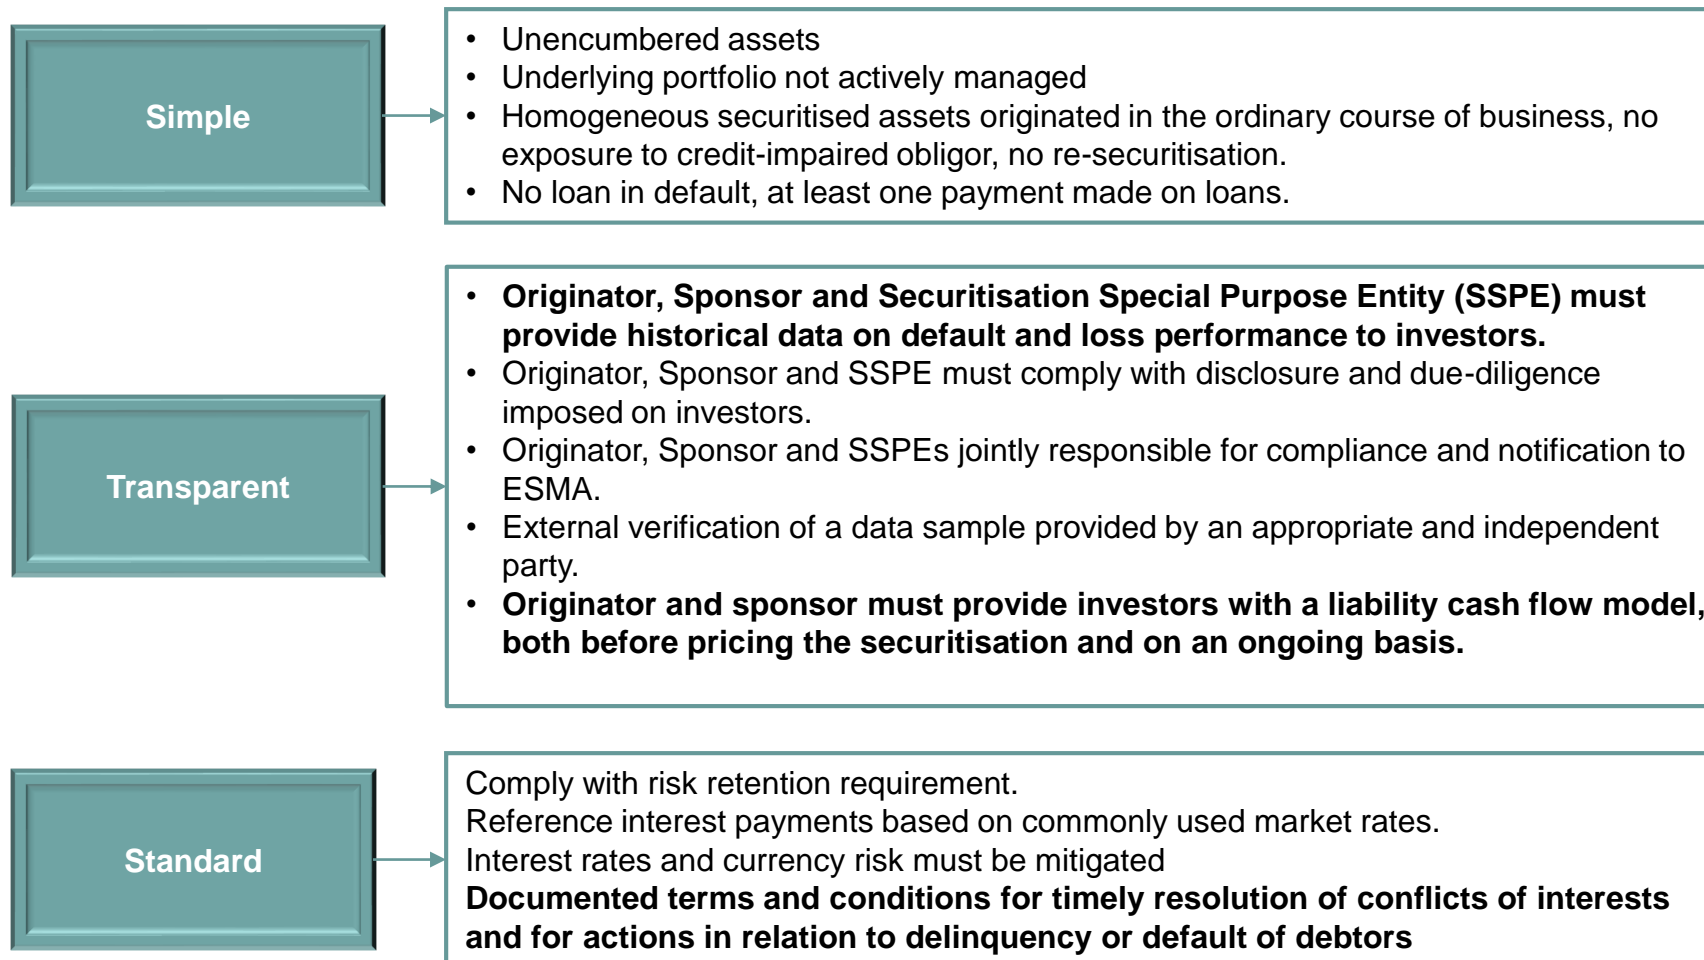 Simple
• Unencumbered assets
• Underlying portfolio not actively managed
• Homogeneous securitised assets originated in the ordinary course of business, no
exposure to credit-impaired obligor, no re-securitisation.
• No loan in default, at least one payment made on loans.
Transparent
• Originator, Sponsor and Securitisation Special Purpose Entity (SSPE) must
provide historical data on default and loss performance to investors.
• Originator, Sponsor and SSPE must comply with disclosure and due-diligence
imposed on investors.
• Originator, Sponsor and SSPEs jointly responsible for compliance and notification to
ESMA.
• External verification of a data sample provided by an appropriate and independent
party.
• Originator and sponsor must provide investors with a liability cash flow model,
both before pricing the securitisation and on an ongoing basis.
Standard
Comply with risk retention requirement.
Reference interest payments based on commonly used market rates.
Interest rates and currency risk must be mitigated
Documented terms and conditions for timely resolution of conflicts of interests
and for actions in relation to delinquency or default of debtors